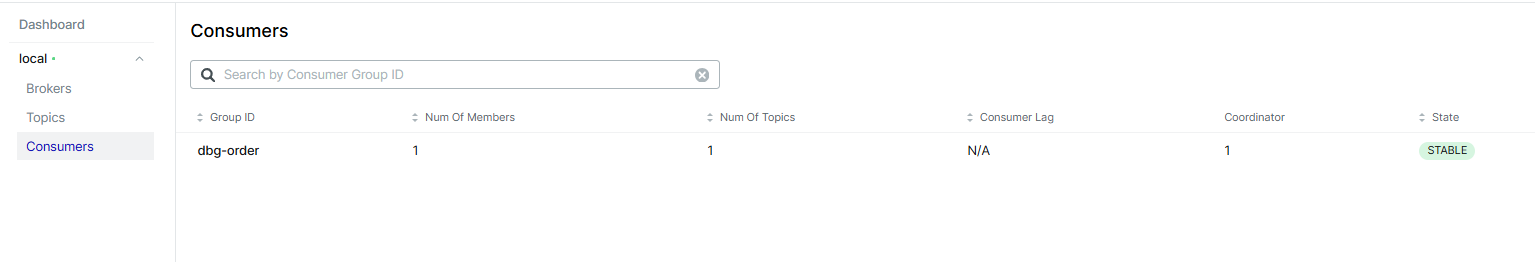 Dashboard
local
Brokers
Topics
Consumers
Consumers
Search by Consumer Group ID
Group ID Num Of Members Num Of Topics Consumer Lag Coordinator State
dbg-order 1 1 N/A 1 STABLE